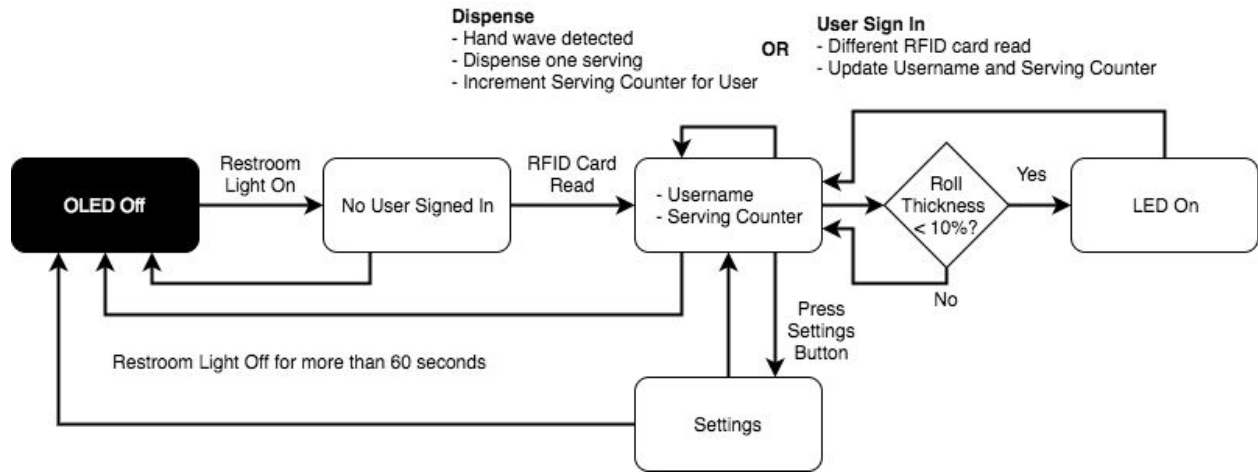 Dispense
- Hand wave detected
- Dispense one serving
- Increment Serving Counter for User
OR
User Sign In
- Different RFID card read
- Update Username and Serving Counter
OLED Off
Restroom
Light On
No User Signed In
RFID Card
Read
- Username
- Serving Counter
Roll
Thickness
< 10%?
Yes
LED On
No
Press
Settings
Button
Restroom Light Off for more than 60 seconds
Settings